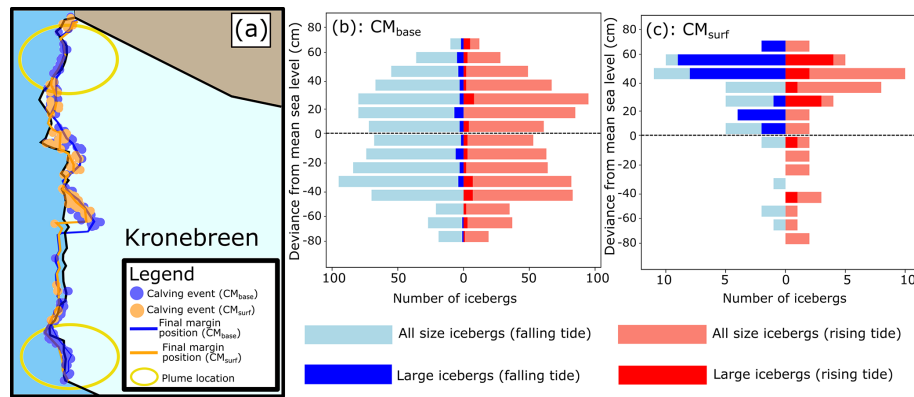 (a)
Kronebreen
Legend
Calving event (CMbase)
Calving event (CMsurf)
Final margin
position (CMbase)
Final margin
position (CMsurf)
Plume location
(b): CMbase
Deviance from mean sea level (cm)
80
60
40
20
0
-20
-40
-60
-80
100
50
0
50
100
Number of icebergs
(c): CMsurf
Deviance from mean sea level (cm)
80
60
40
20
0
-20
-40
-60
-80
10
5
0
5
10
Number of icebergs
All size icebergs (falling tide)
All size icebergs (rising tide)
Large icebergs (falling tide)
Large icebergs (rising tide)